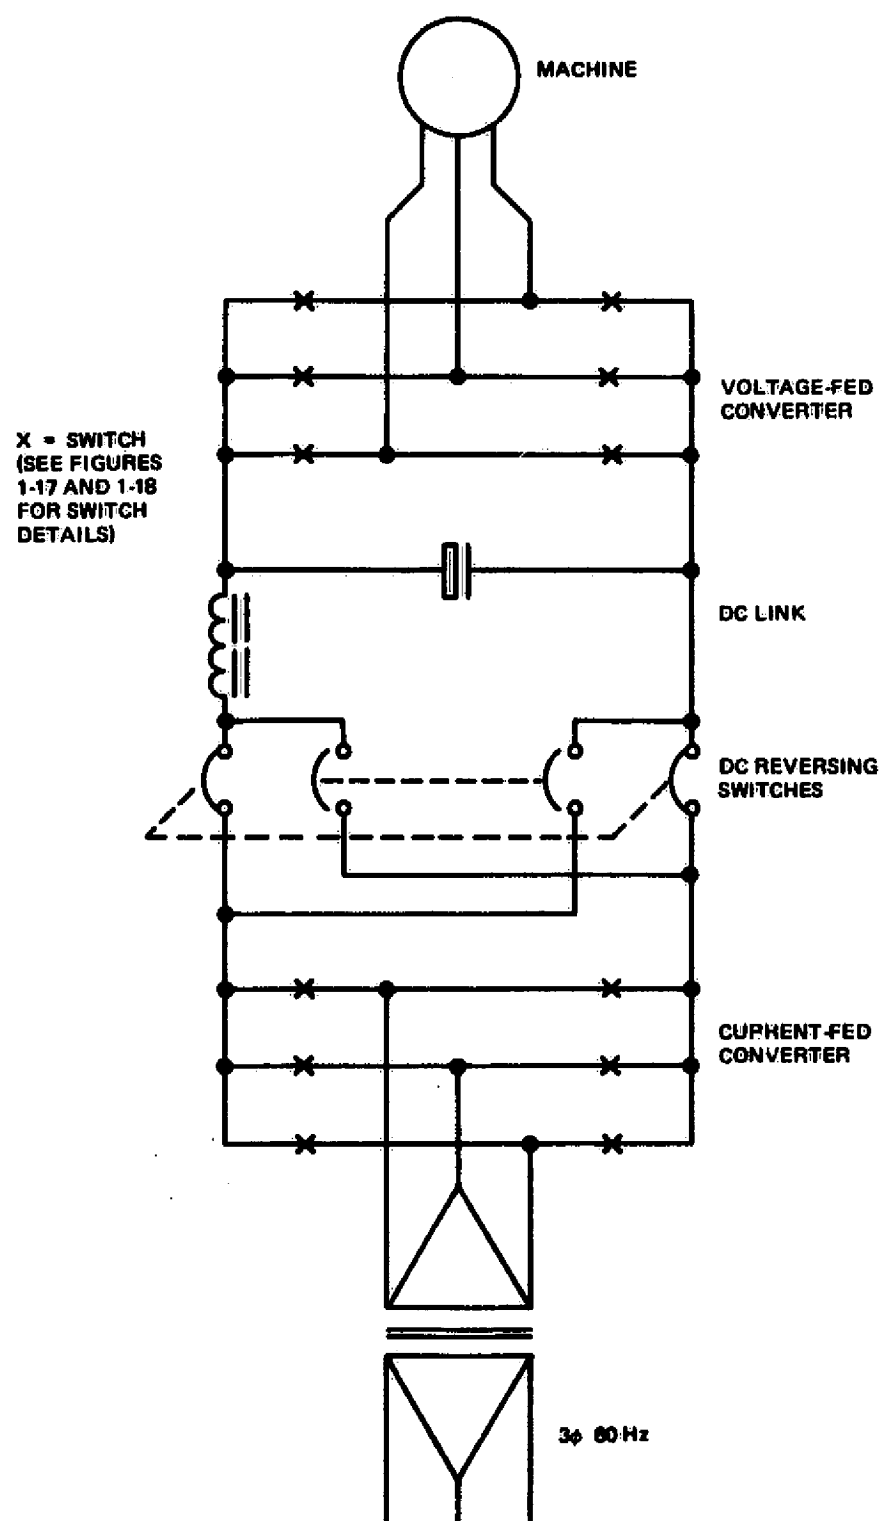 MACHINE
VOLTAGE-FED
CONVERTER
X = SWITCH
(SEE FIGURES
1-17 AND 1-18
FOR SWITCH
DETAILS)
DC LINK
DC REVERSING
SWITCHES
CURRENT-FED
CONVERTER
3φ 60 Hz